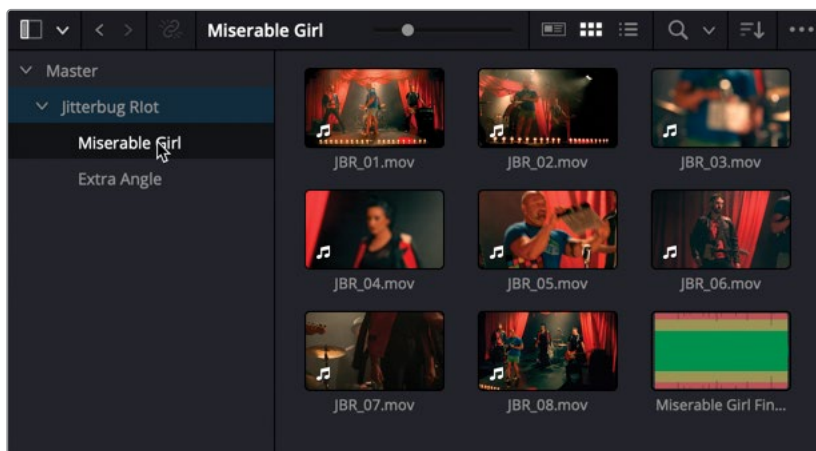 Miserable Girl
Master
Jitterbug RIot
Miserable Girl
Extra Angle
JBR_01.mov
JBR_02.mov
JBR_03.mov
JBR_04.mov
JBR_05.mov
JBR_06.mov
JBR_07.mov
JBR_08.mov
Miserable Girl Fin...